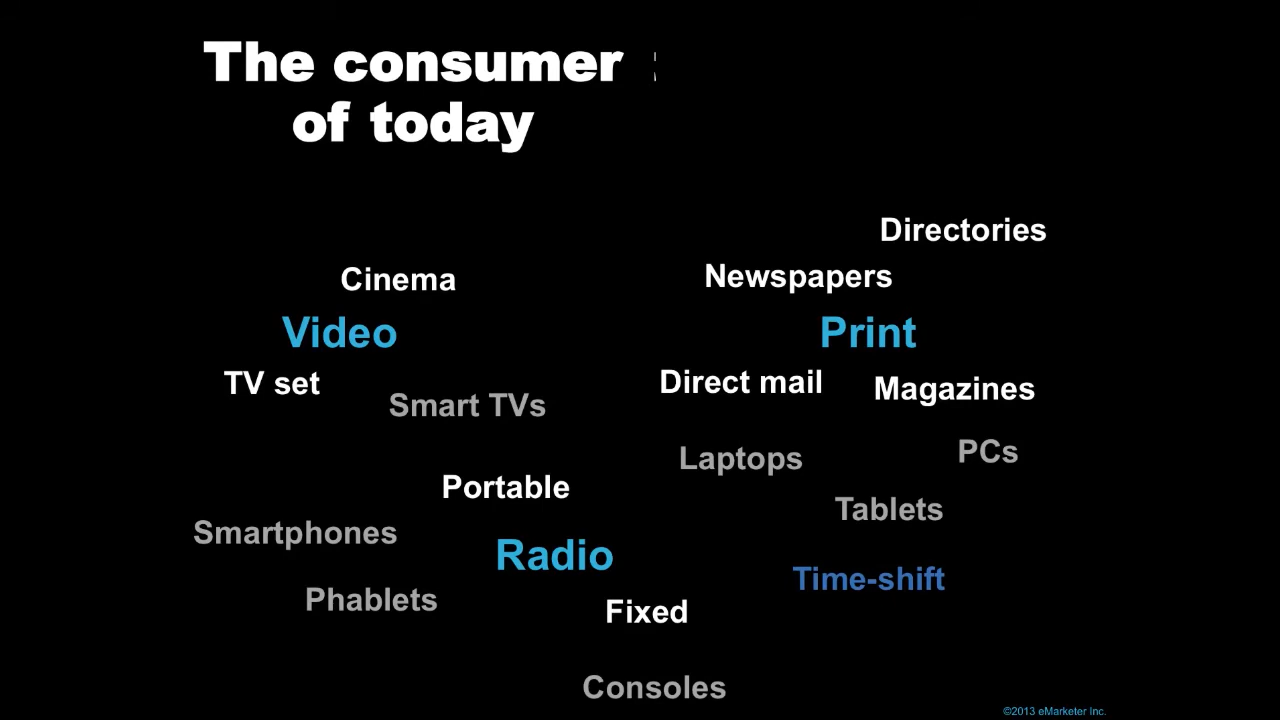 The consumer
of today
Directories
Cinema
Newspapers
Video
Print
TV set
Direct mail
Magazines
Smart TVs
Laptops
PCs
Portable
Tablets
Smartphones
Radio
Time-shift
Phablets
Fixed
Consoles
©2013 eMarketer Inc.